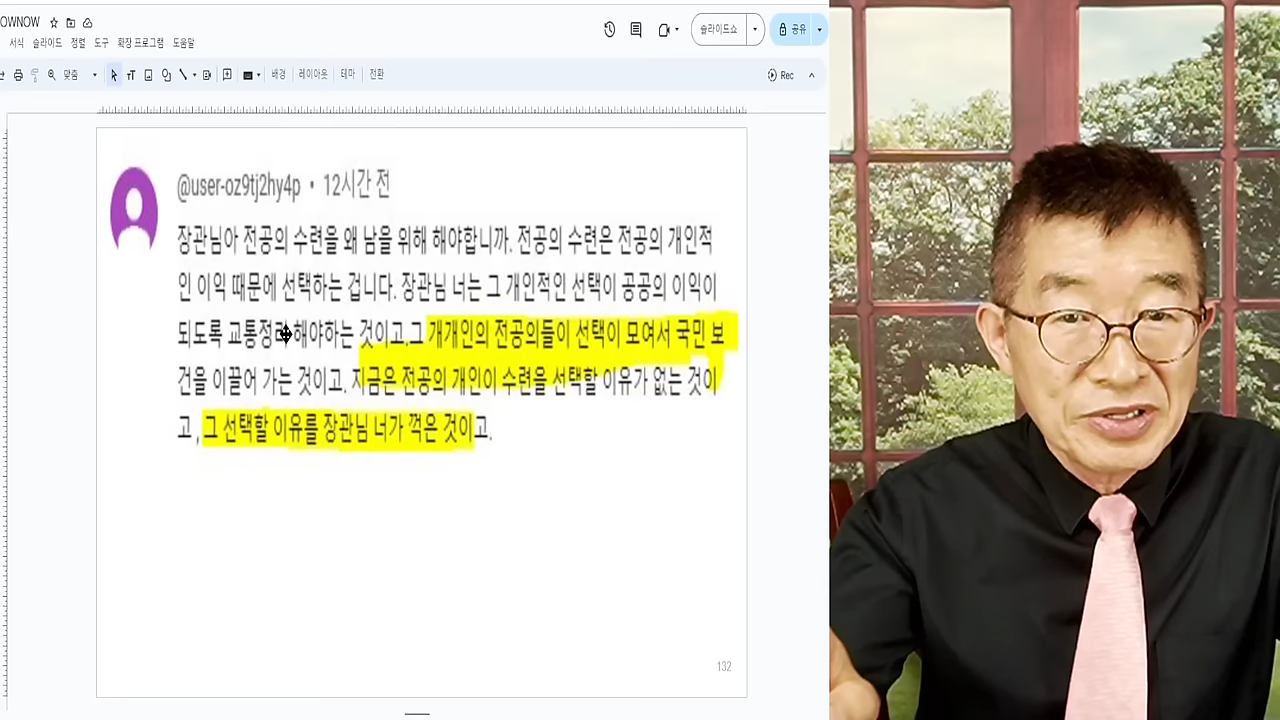 OWNOW
서식 슬라이드 정렬 도구 확장 프로그램 도움말
슬라이드쇼
공유
맞춤
배경 레이아웃 테마 전환
Rec
@user-oz9tj2hy4p • 12시간 전
장관님아 전공의 수련을 왜 남을 위해 해야합니까. 전공의 수련은 전공의 개인적
인 이익 때문에 선택하는 겁니다. 장관님 너는 그 개인적인 선택이 공공의 이익이
되도록 교통정리해야하는 것이고,그 개개인의 전공의들이 선택이 모여서 국민 보
건을 이끌어 가는 것이고. 지금은 전공의 개인이 수련을 선택할 이유가 없는 것이
고, 그 선택할 이유를 장관님 너가 꺽은 것이고.
132